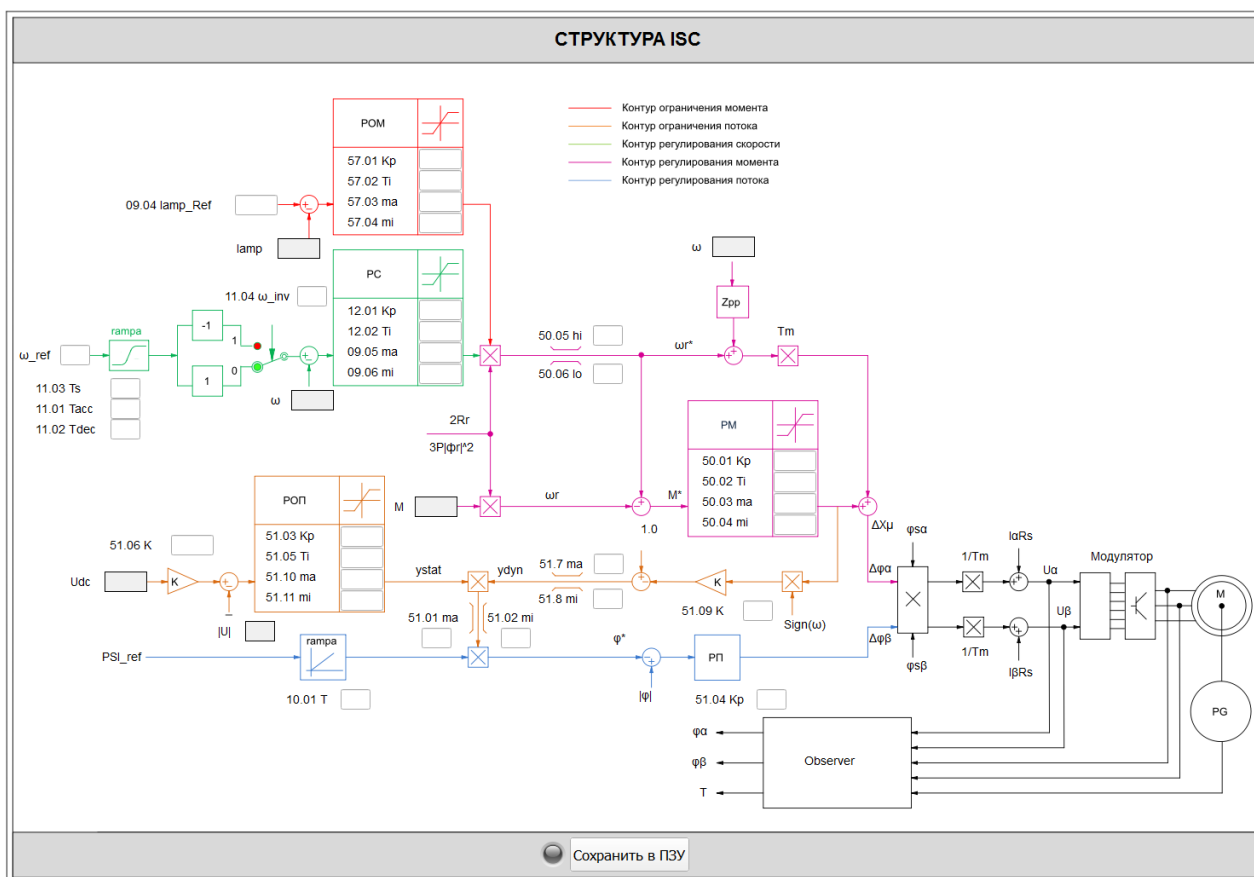 СТРУКТУРА ISC
Контур ограничения момента
Контур ограничения потока
Контур регулирования скорости
Контур регулирования момента
Контур регулирования потока
РОМ
57.01 Kp
57.02 Ti
57.03 ma
57.04 mi
09.04 Iamp_Ref
Iamp
РС
12.01 Kp
12.02 Ti
09.05 ma
09.06 mi
11.04 ω_inv
rampa
-1
1
1
0
ω_ref
11.03 Ts
11.01 Tacc
11.02 Tdec
ω
50.05 hi
50.06 lo
ωr*
ω
Zpp
Tm
2Rr
3P|фr|^2
РМ
50.01 Kp
50.02 Ti
50.03 ma
50.04 mi
M
ωr
M*
1.0
ΔXμ
РОП
51.03 Kp
51.05 Ti
51.10 ma
51.11 mi
51.06 K
Udc
K
|U|
ystat
ydyn
51.7 ma
51.8 mi
K
51.09 K
Sign(ω)
51.01 ma
51.02 mi
PSI_ref
rampa
10.01 T
φ*
|φ|
РП
51.04 Kp
Δφα
Δφβ
φsα
φsβ
1/Tm
1/Tm
IαRs
IβRs
Uα
Uβ
Модулятор
M
PG
Observer
φα
φβ
T
Сохранить в ПЗУ